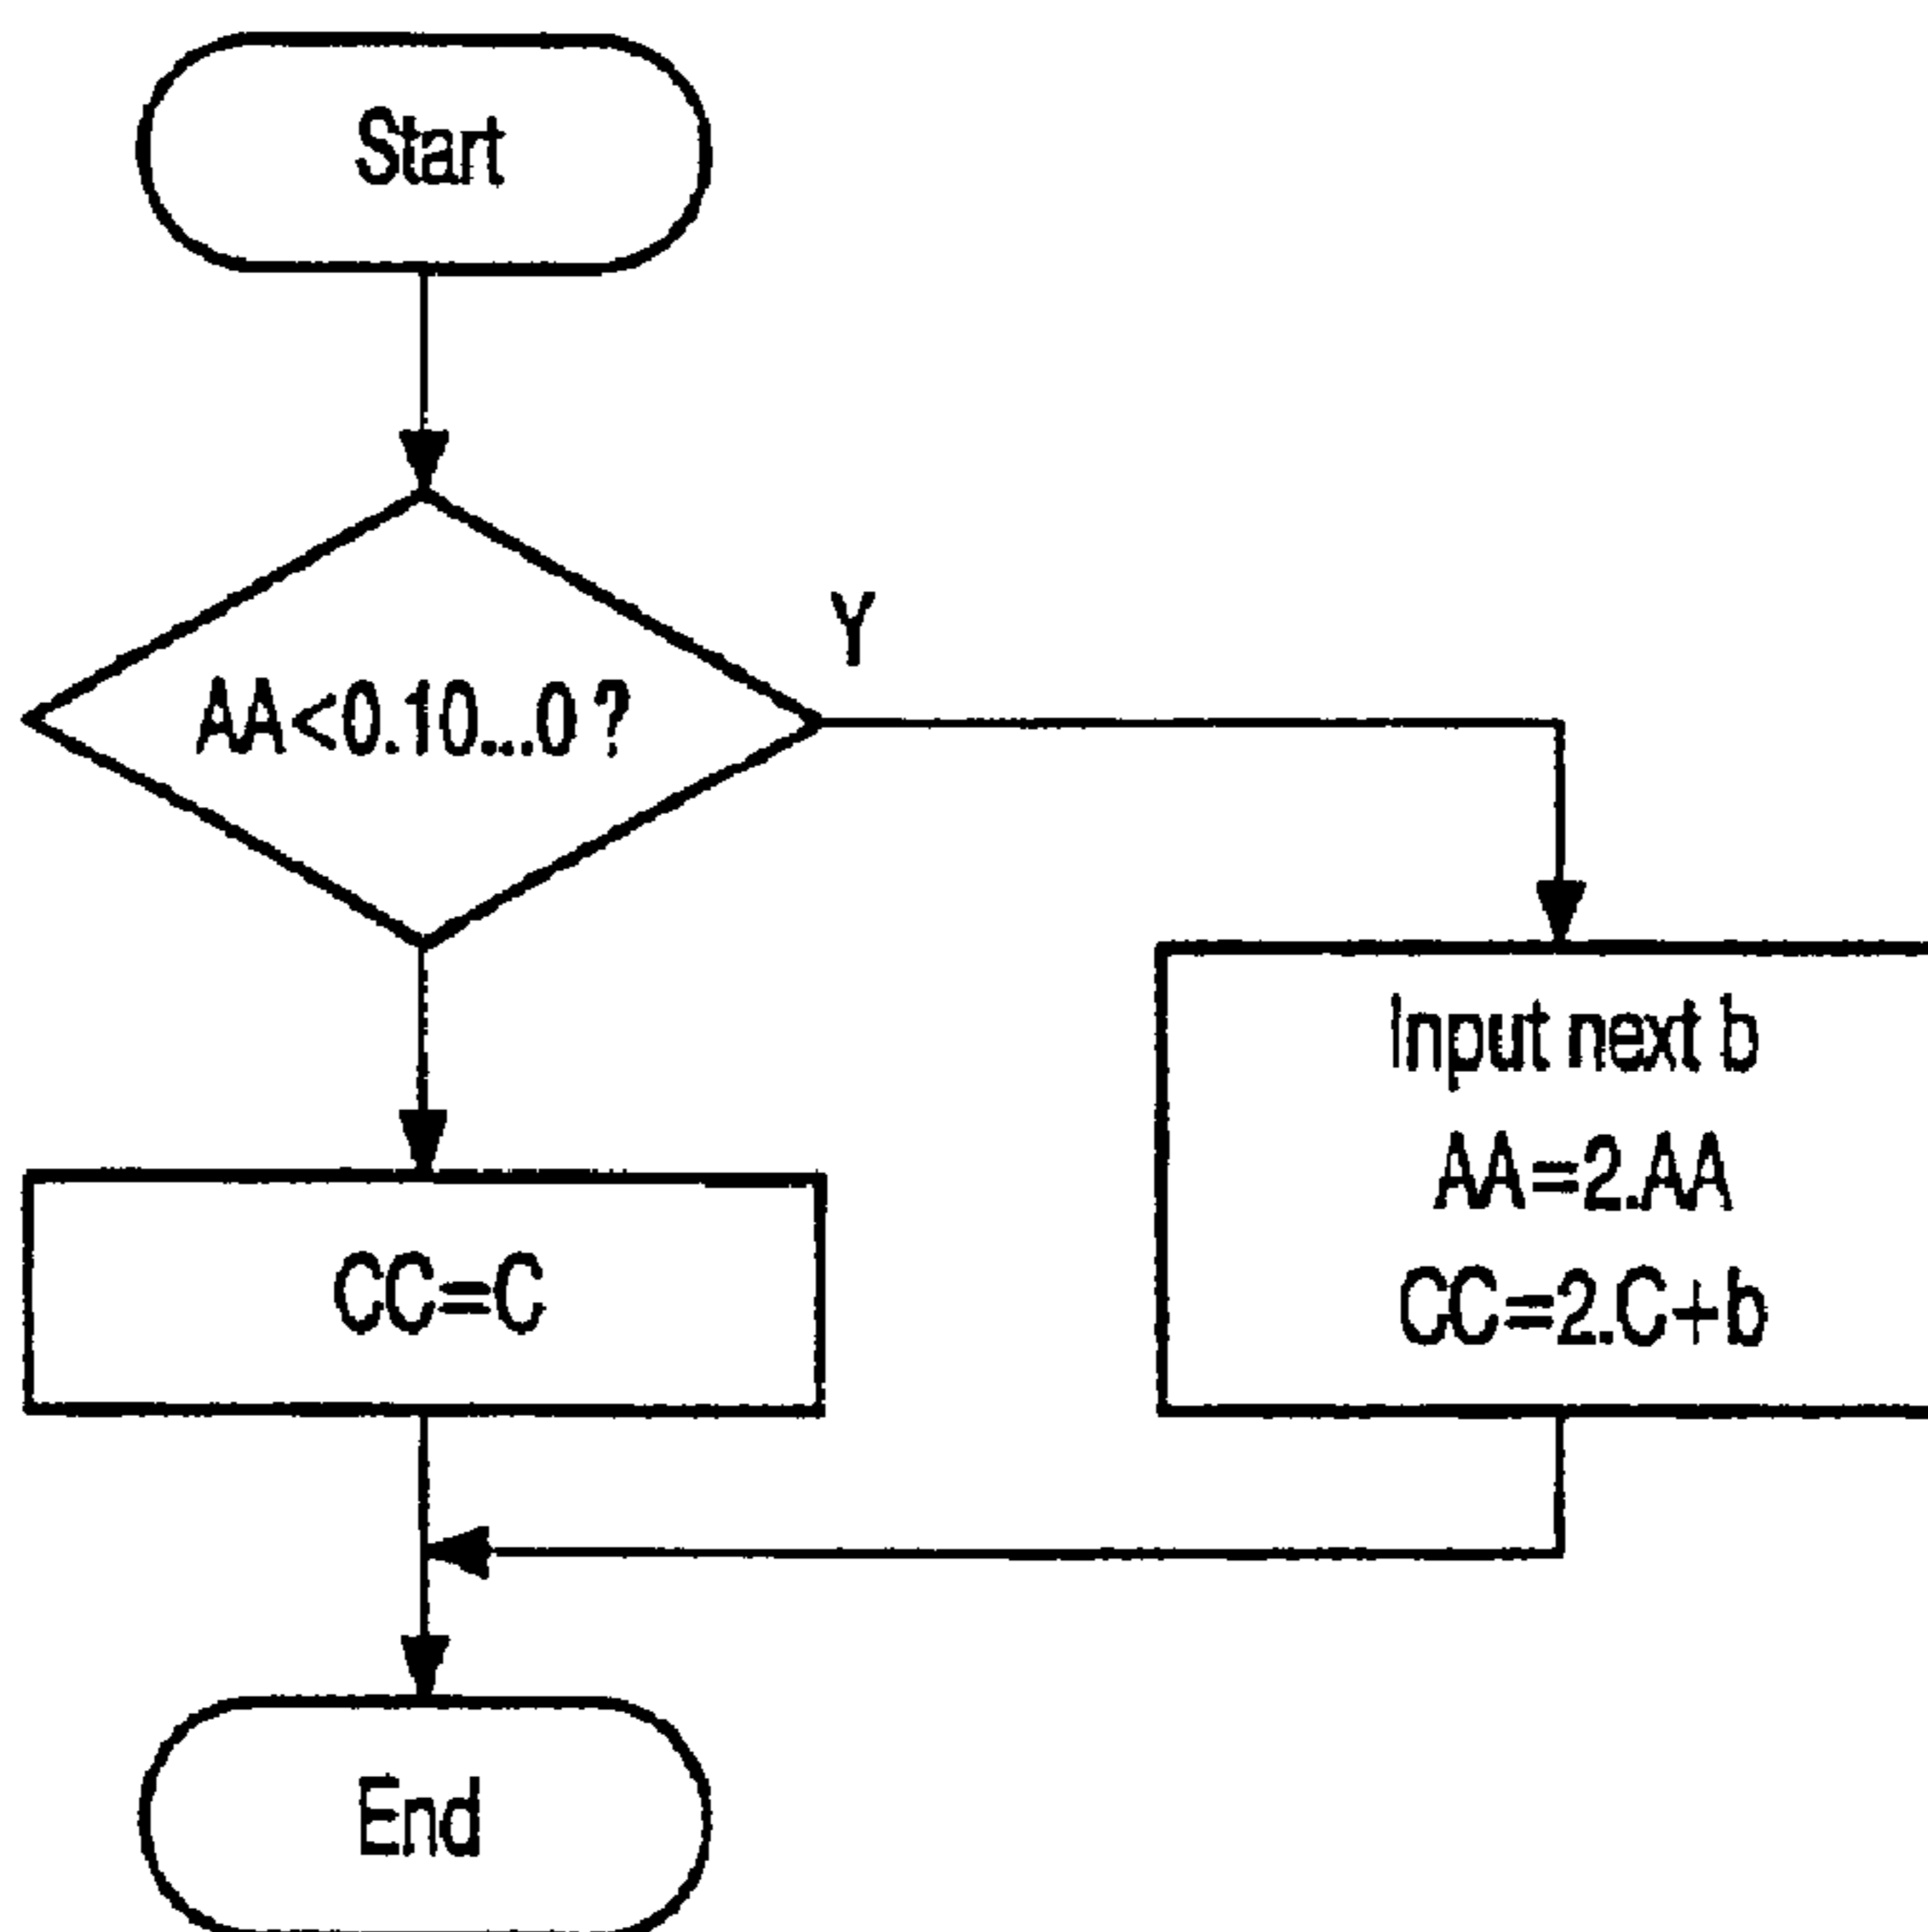 Start
Y
AA<0.10...0 ?
Input next b
AA=2.AA
CC=2.C+b
CC=C
End